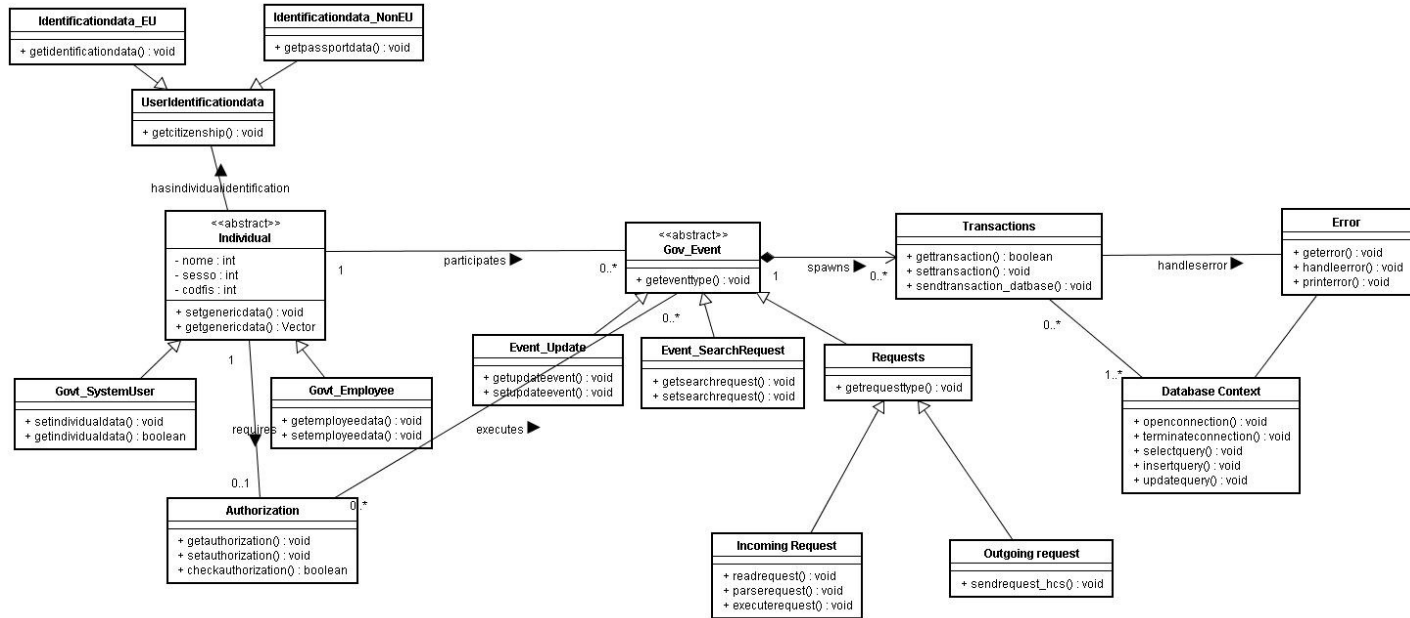 Identificationdata_EU
+ getidentificationdata() : void
Identificationdata_NonEU
+ getpassportdata() : void
UserIdentificationdata
+ getcitizenship() : void
hasindividualidentification
<<abstract>>
Individual
- nome : int
- sesso : int
- codfis : int
+ setgenericdata() : void
+ getgenericdata() : Vector
1
participates
0..*
<<abstract>>
Gov_Event
+ geteventtype() : void
1
spawns
0..*
Transactions
+ gettransaction() : boolean
+ settransaction() : void
+ sendtransaction_datbase() : void
handleserror
Error
+ geterror() : void
+ handleerror() : void
+ printerror() : void
0..*
0..*
1..*
1
Govt_SystemUser
+ setindividualdata() : void
+ getindividualdata() : boolean
Govt_Employee
+ getemployeedata() : void
+ setemployeedata() : void
Event_Update
+ getupdateevent() : void
+ setupdateevent() : void
Event_SearchRequest
+ getsearchrequest() : void
+ setsearchrequest() : void
Requests
+ getrequesttype() : void
Database Context
+ openconnection() : void
+ terminateconnection() : void
+ selectquery() : void
+ insertquery() : void
+ updatequery() : void
requires
executes
0..1
0..*
Authorization
+ getauthorization() : void
+ setauthorization() : void
+ checkauthorization() : boolean
Incoming Request
+ readrequest() : void
+ parserequest() : void
+ executerequest() : void
Outgoing request
+ sendrequest_hcs() : void